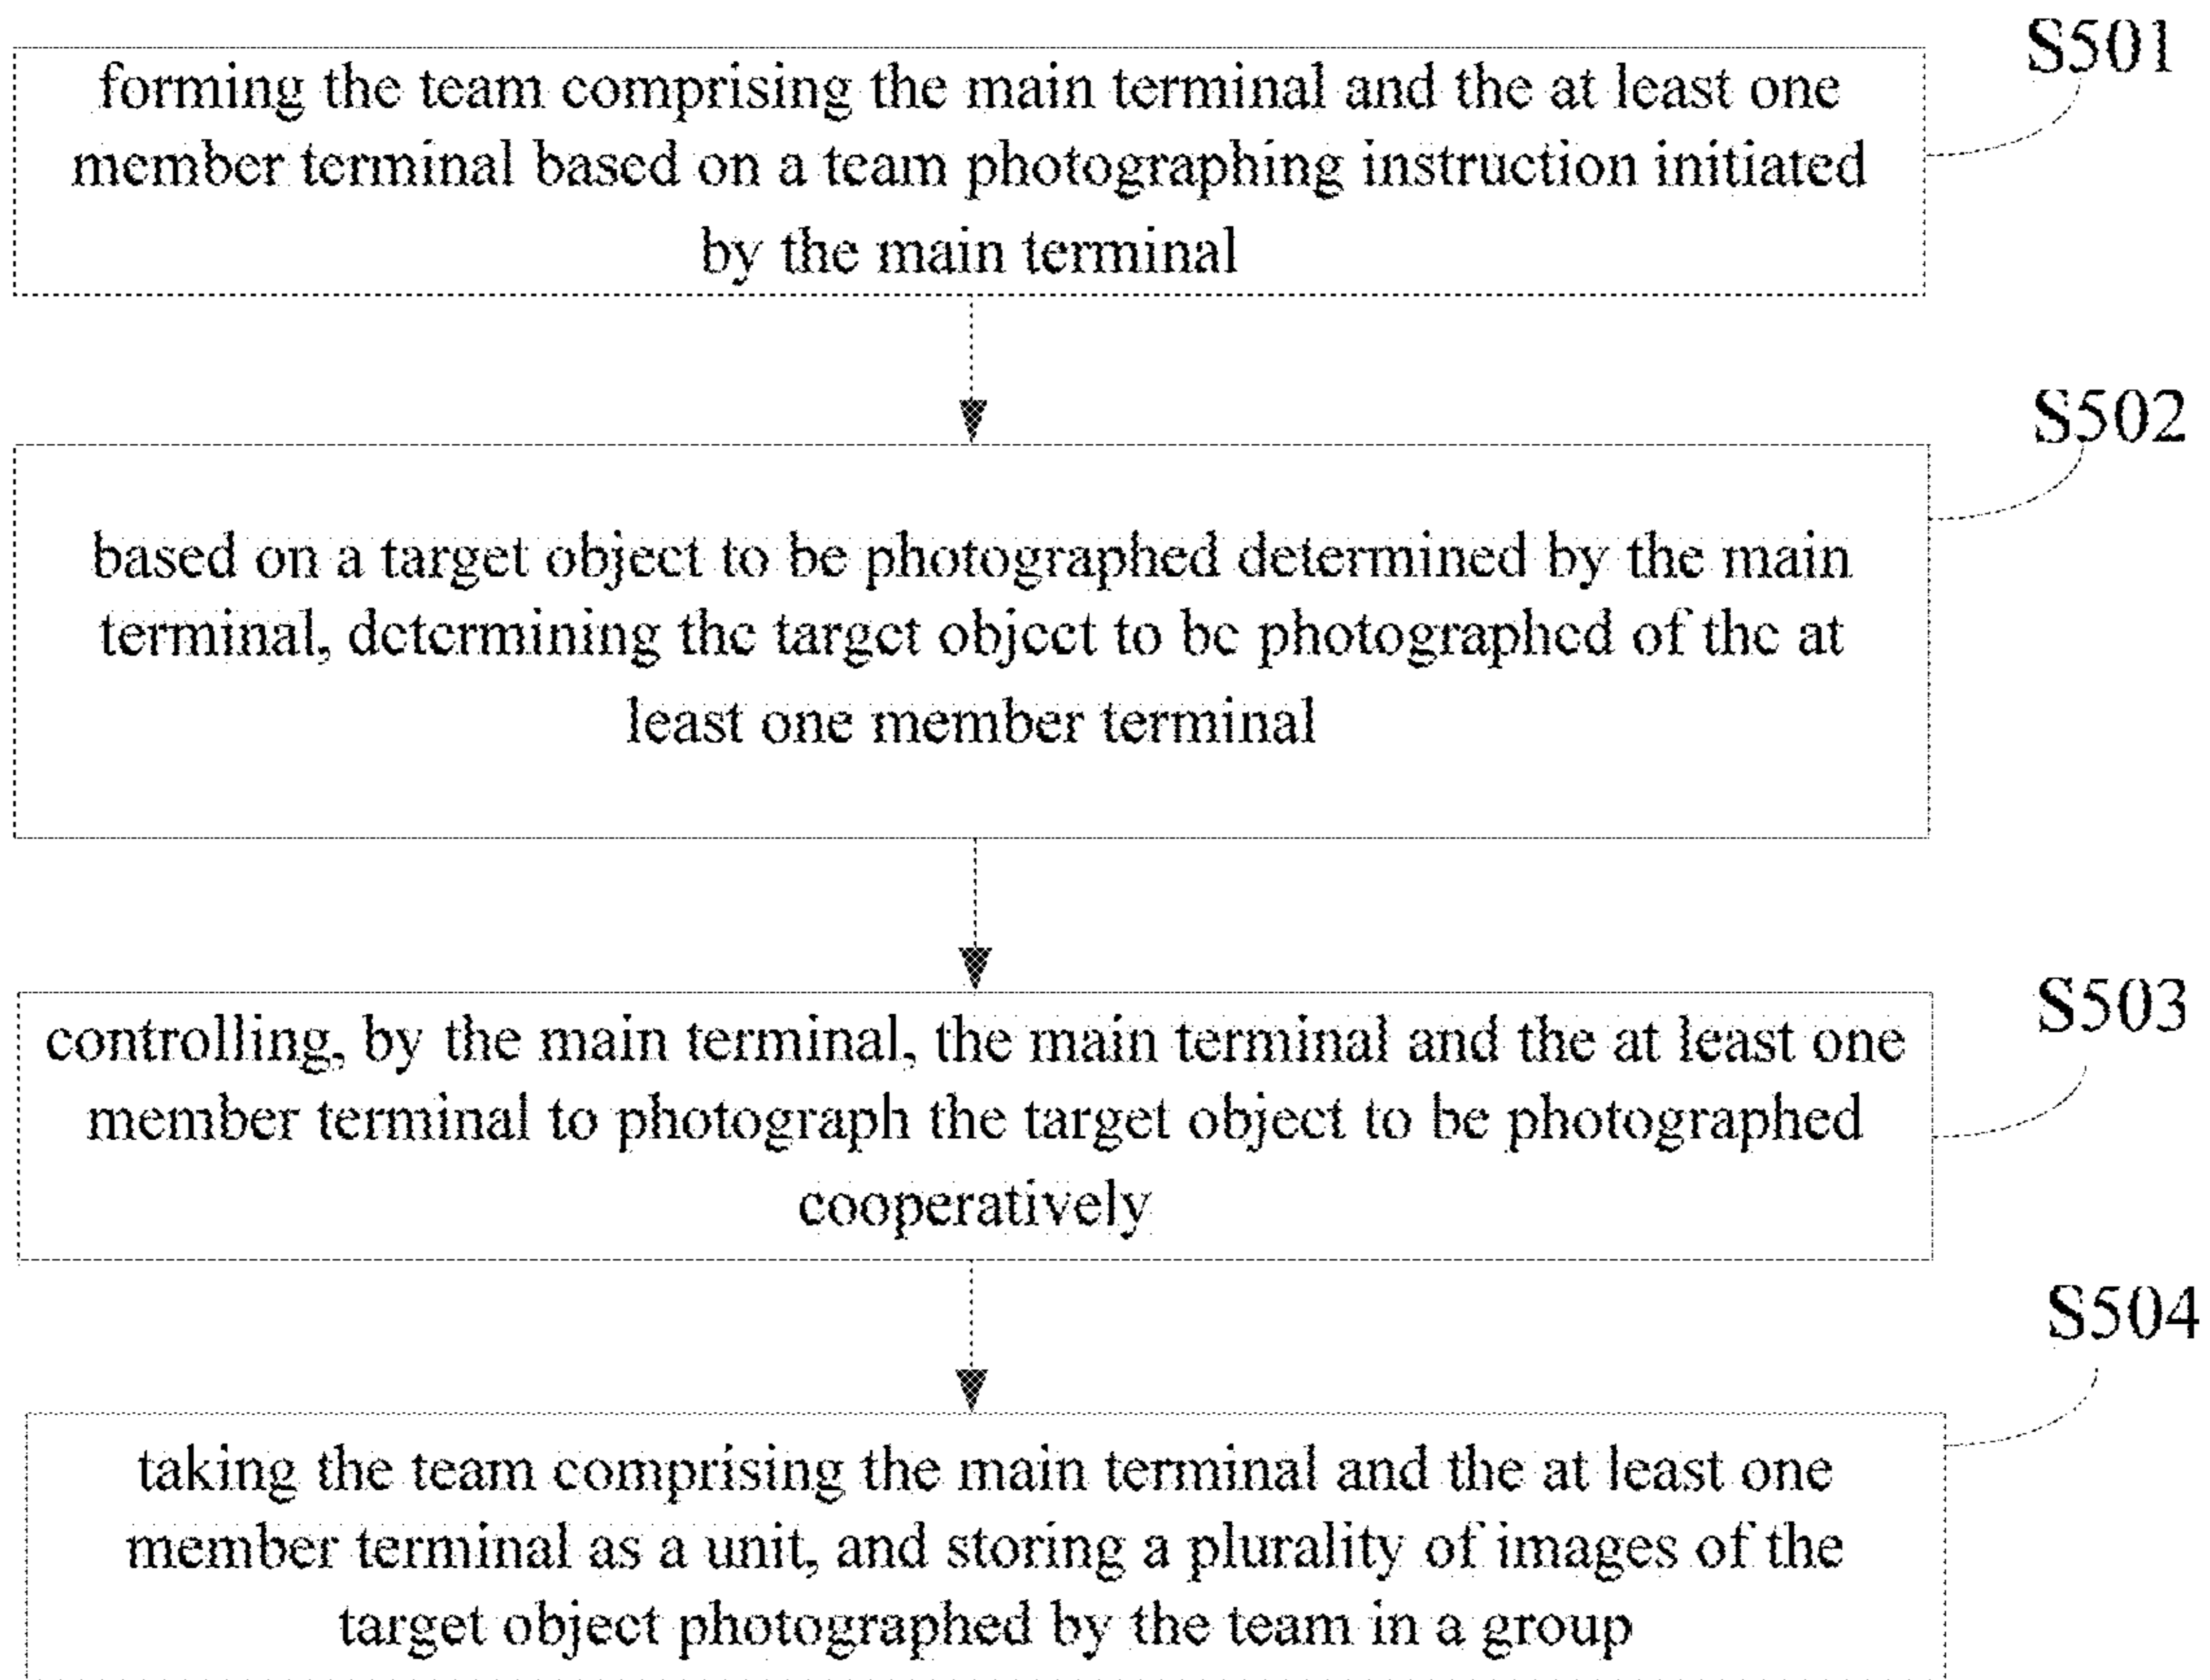 S501
forming the team comprising the main terminal and the at least one
member terminal based on a team photographing instruction initiated
by the main terminal
S502
based on a target object to be photographed determined by the main
terminal, determining the target object to be photographed of the at
least one member terminal
S503
controlling, by the main terminal, the main terminal and the at least one
member terminal to photograph the target object to be photographed
cooperatively
S504
taking the team comprising the main terminal and the at least one
member terminal as a unit, and storing a plurality of images of the
target object photographed by the team in a group